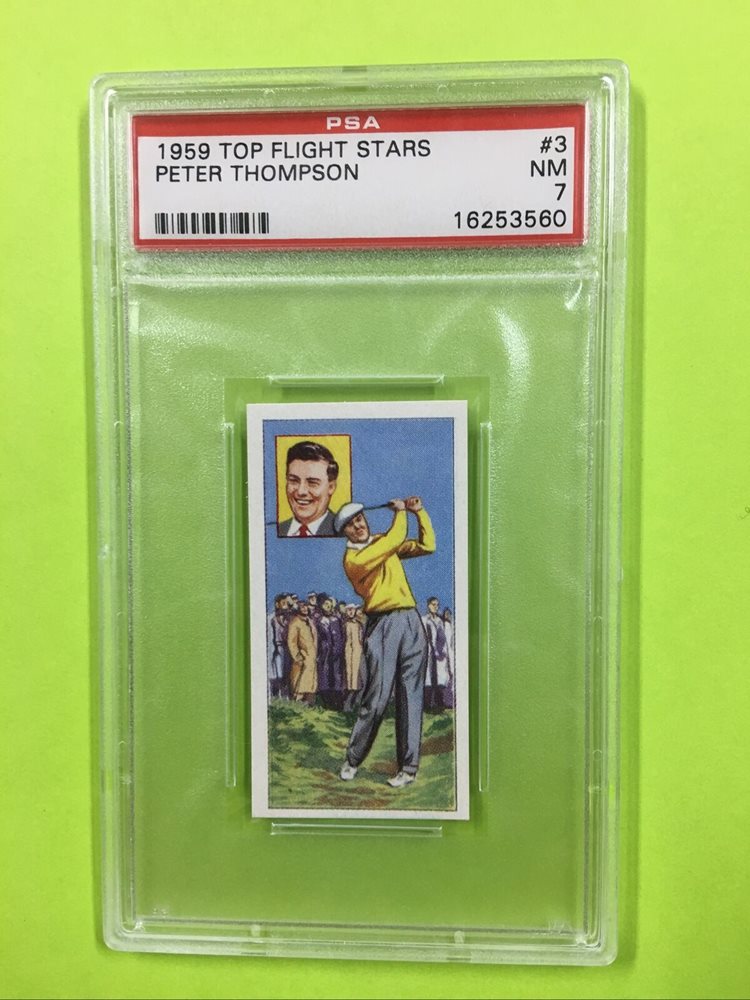 PSA
1959 TOP FLIGHT STARS #3
PETER THOMPSON NM
7
16253560